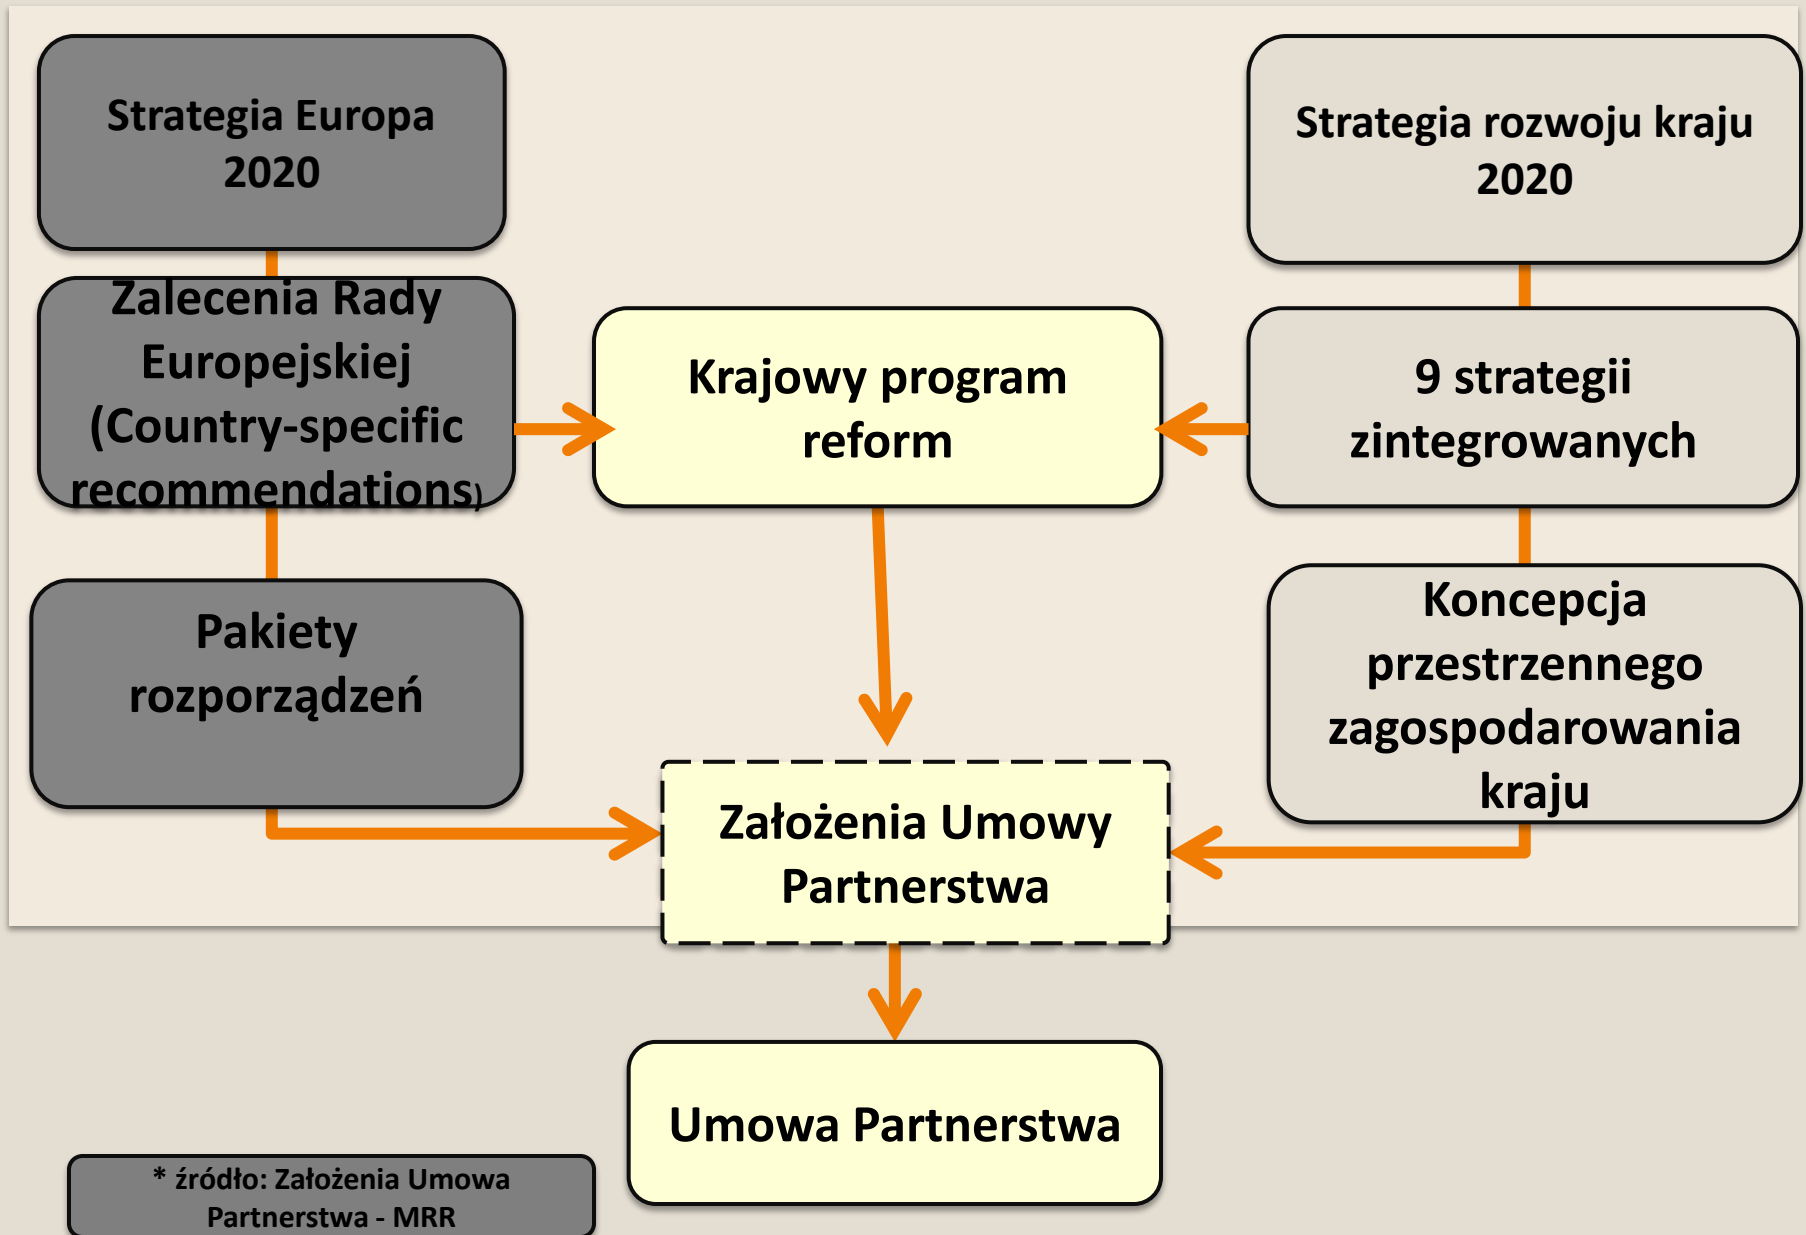 Strategia Europa
2020
Strategia rozwoju kraju
2020
Zalecenia Rady
Europejskiej
(Country-specific
recommendations)
Krajowy program
reform
9 strategii
zintegrowanych
Pakiety
rozporządzeń
Koncepcja
przestrzennego
zagospodarowania
kraju
Założenia Umowy
Partnerstwa
Umowa Partnerstwa
* źródło: Założenia Umowa
Partnerstwa - MRR